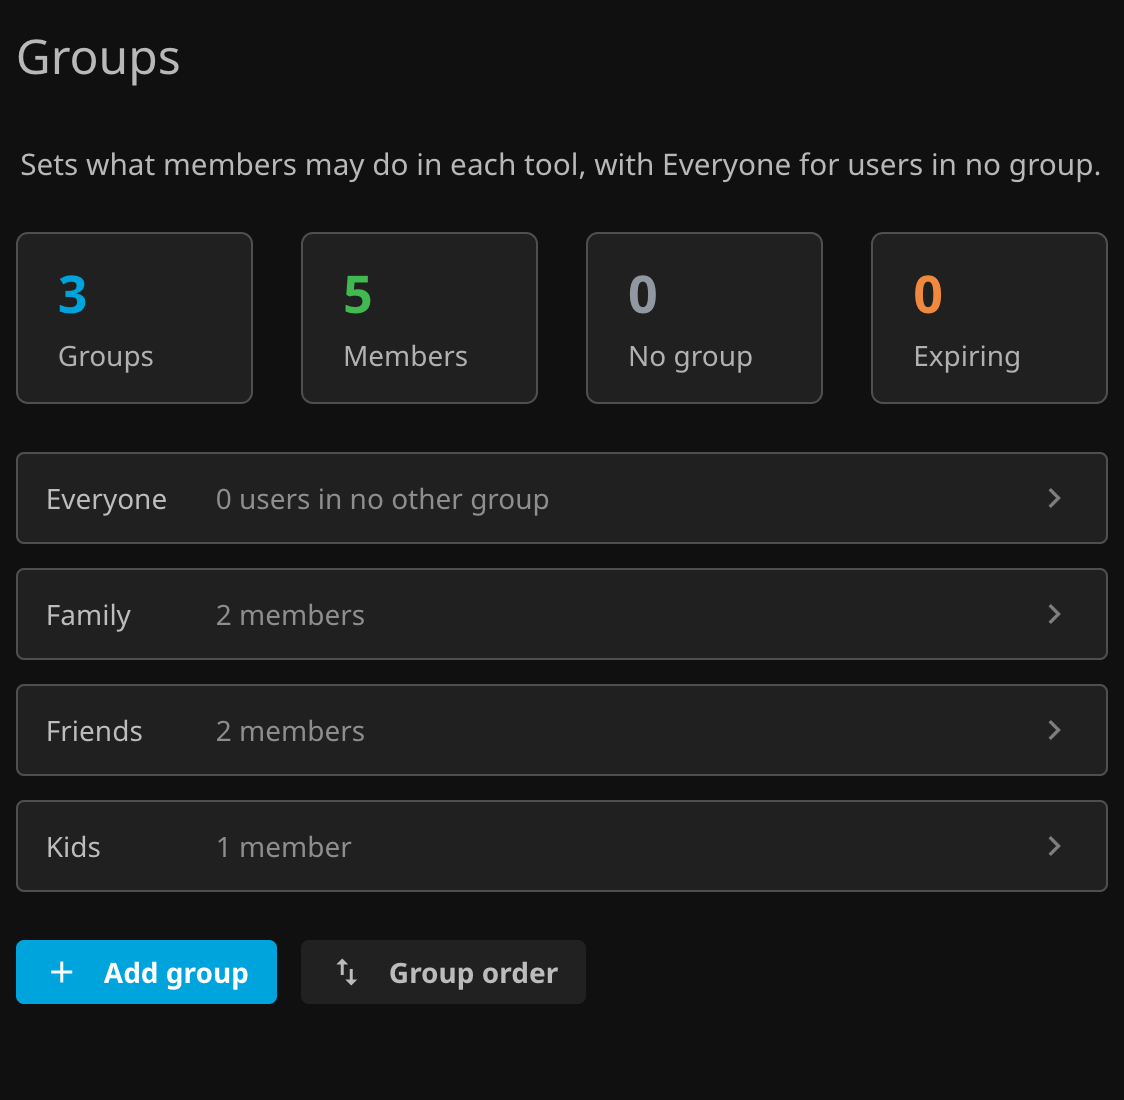 Groups
Sets what members may do in each tool, with Everyone for users in no group.
3
Groups
5
Members
0
No group
0
Expiring
Everyone 0 users in no other group
Family 2 members
Friends 2 members
Kids 1 member
Add group
Group order